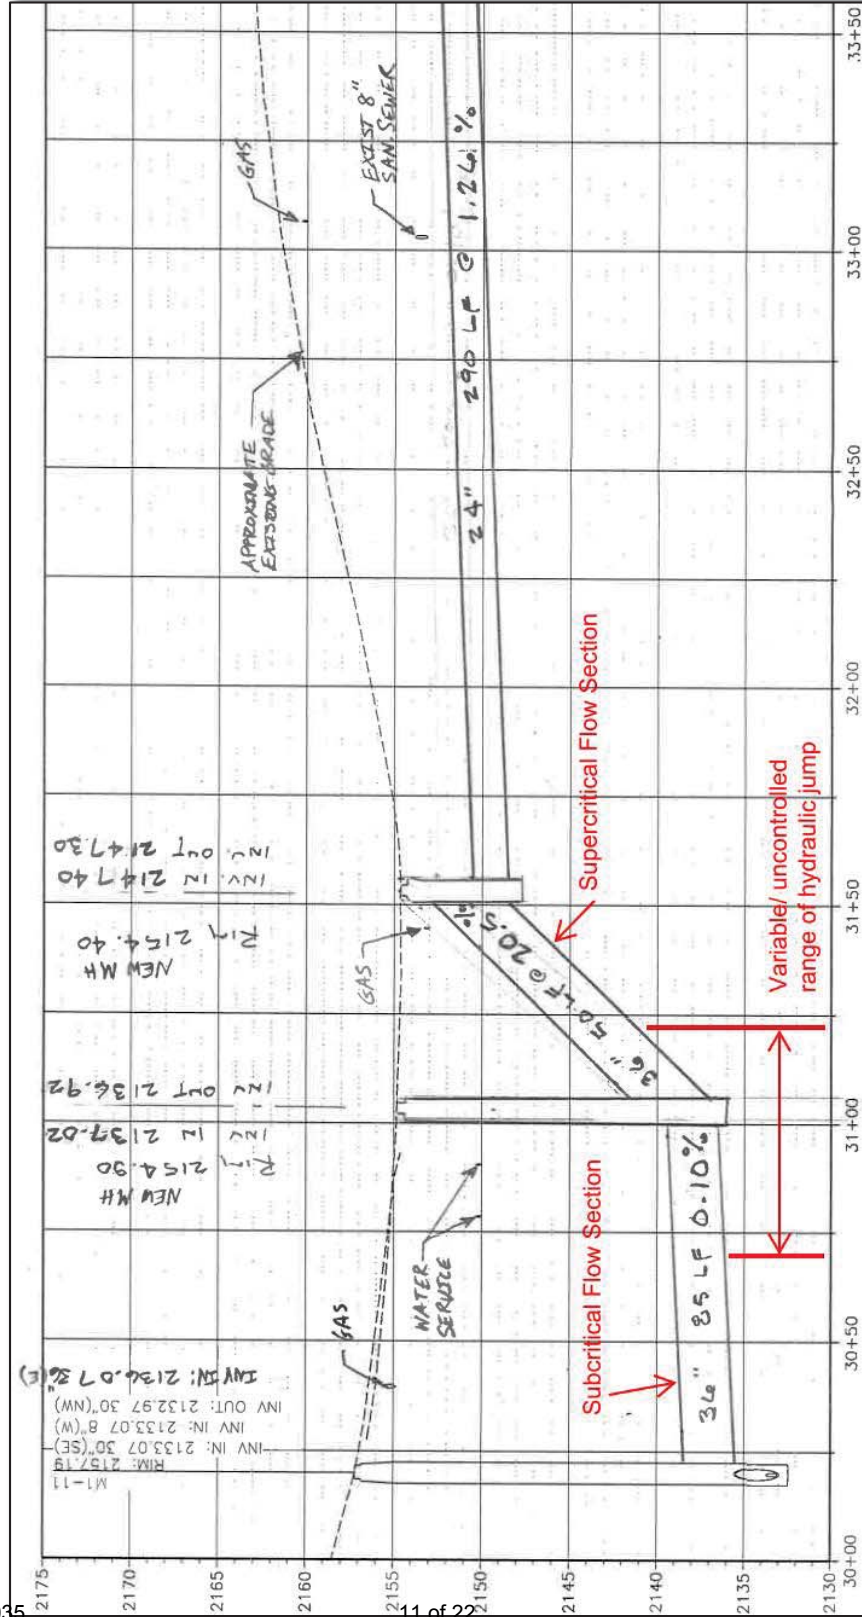 2175
2170
2165
2160
2155
2150
2145
2140
2135
2130
30+00
30+50
31+00
31+50
32+00
32+50
33+00
33+50
M1-11
RIM: 2157.19
INV IN: 2133.07 30"(SE)
INV IN: 2133.07 8"(W)
INV OUT: 2132.97 30"(NW)
INV IN: 2136.07 36"(E)
NEW MH
Rim 2154.90
INV IN 2137.02
INV OUT 2136.92
NEW MH
Rim 2154.40
INV. IN 2147.40
INV. OUT 2147.30
GAS
WATER
SERVICE
GAS
APPROXIMATE
EXISTING GRADE
GAS
EXIST 8"
SAN. SEWER
36" 85 LF 0.10%
36" 50 LF @ 20.5%
24" 290 LF @ 1.26%
Subcritical Flow Section
Supercritical Flow Section
Variable/ uncontrolled
range of hydraulic jump
035
11 of 22